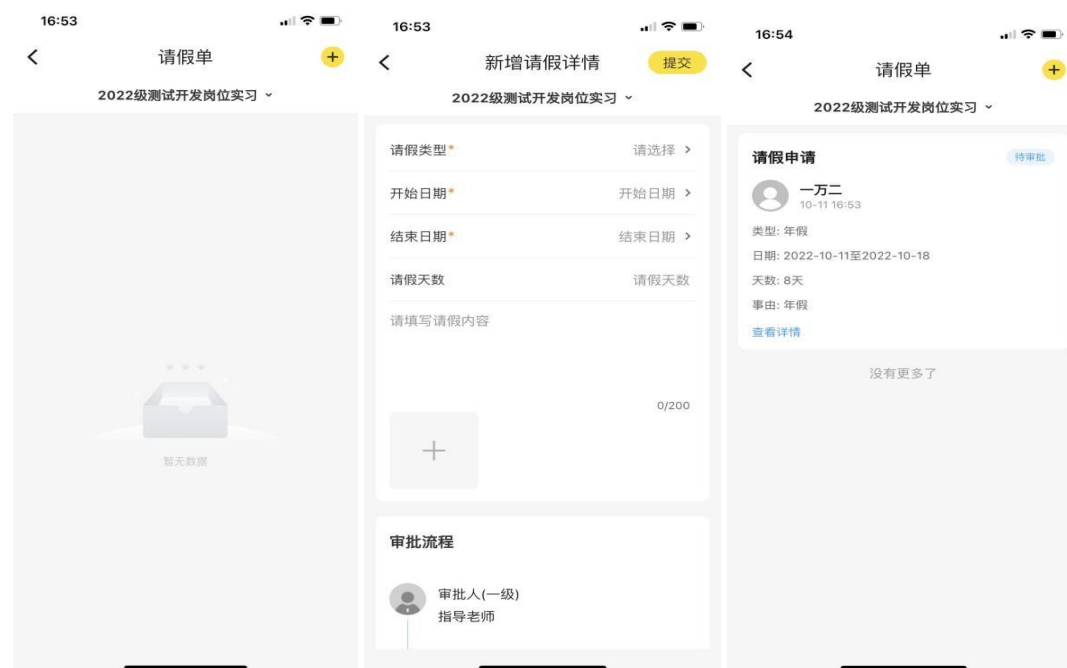 16:53
请假单
+
2022级测试开发岗位实习
暂无数据
16:53
新增请假详情
提交
2022级测试开发岗位实习
请假类型*
请选择
开始日期*
开始日期
结束日期*
结束日期
请假天数
请假天数
请填写请假内容
0/200
审批流程
审批人(一级)
指导老师
16:54
请假单
+
2022级测试开发岗位实习
请假申请
待审批
一万二
10-11 16:53
类型: 年假
日期: 2022-10-11至2022-10-18
天数: 8天
事由: 年假
查看详情
没有更多了